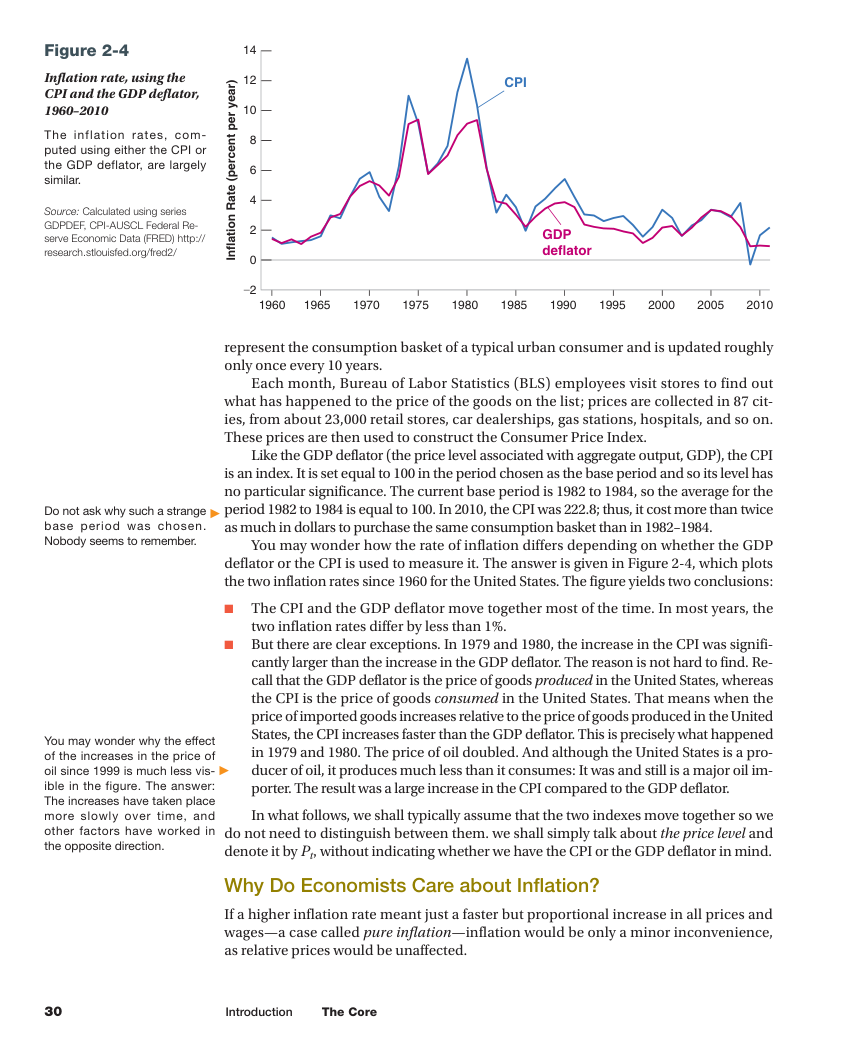 Figure 2-4
Inflation rate, using the
CPI and the GDP deflator,
1960–2010
The inflation rates, com-
puted using either the CPI or
the GDP deflator, are largely
similar.
Source: Calculated using series
GDPDEF, CPI-AUSCL Federal Re-
serve Economic Data (FRED) http://
research.stlouisfed.org/fred2/
Inflation Rate (percent per year)
14
12
10
8
6
4
2
0
–2
CPI
GDP
deflator
1960 1965 1970 1975 1980 1985 1990 1995 2000 2005 2010
represent the consumption basket of a typical urban consumer and is updated roughly
only once every 10 years.
Each month, Bureau of Labor Statistics (BLS) employees visit stores to find out
what has happened to the price of the goods on the list; prices are collected in 87 cit-
ies, from about 23,000 retail stores, car dealerships, gas stations, hospitals, and so on.
These prices are then used to construct the Consumer Price Index.
Like the GDP deflator (the price level associated with aggregate output, GDP), the CPI
is an index. It is set equal to 100 in the period chosen as the base period and so its level has
no particular significance. The current base period is 1982 to 1984, so the average for the
period 1982 to 1984 is equal to 100. In 2010, the CPI was 222.8; thus, it cost more than twice
as much in dollars to purchase the same consumption basket than in 1982–1984.
Do not ask why such a strange
base period was chosen.
Nobody seems to remember.
You may wonder how the rate of inflation differs depending on whether the GDP
deflator or the CPI is used to measure it. The answer is given in Figure 2-4, which plots
the two inflation rates since 1960 for the United States. The figure yields two conclusions:
■ The CPI and the GDP deflator move together most of the time. In most years, the
two inflation rates differ by less than 1%.
■ But there are clear exceptions. In 1979 and 1980, the increase in the CPI was signifi-
cantly larger than the increase in the GDP deflator. The reason is not hard to find. Re-
call that the GDP deflator is the price of goods produced in the United States, whereas
the CPI is the price of goods consumed in the United States. That means when the
price of imported goods increases relative to the price of goods produced in the United
States, the CPI increases faster than the GDP deflator. This is precisely what happened
in 1979 and 1980. The price of oil doubled. And although the United States is a pro-
ducer of oil, it produces much less than it consumes: It was and still is a major oil im-
porter. The result was a large increase in the CPI compared to the GDP deflator.
You may wonder why the effect
of the increases in the price of
oil since 1999 is much less vis-
ible in the figure. The answer:
The increases have taken place
more slowly over time, and
other factors have worked in
the opposite direction.
In what follows, we shall typically assume that the two indexes move together so we
do not need to distinguish between them. we shall simply talk about the price level and
denote it by Pt, without indicating whether we have the CPI or the GDP deflator in mind.
Why Do Economists Care about Inflation?
If a higher inflation rate meant just a faster but proportional increase in all prices and
wages—a case called pure inflation—inflation would be only a minor inconvenience,
as relative prices would be unaffected.
30 Introduction The Core